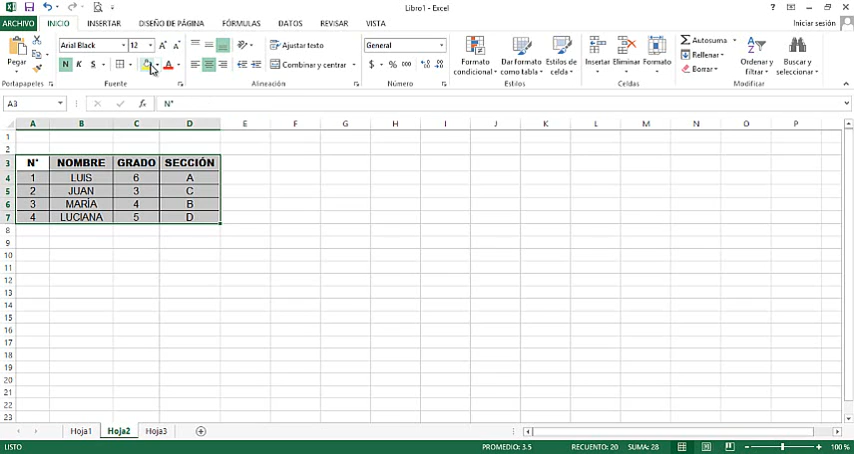 Libro1 - Excel
ARCHIVO INICIO INSERTAR DISEÑO DE PÁGINA FÓRMULAS DATOS REVISAR VISTA Iniciar sesión
Pegar
Arial Black 12
N K S
Ajustar texto
Combinar y centrar
General
$ % 000
Formato condicional
Dar formato como tabla
Estilos de celda
Insertar Eliminar Formato
Autosuma
Rellenar
Borrar
Ordenar y filtrar
Buscar y seleccionar
Portapapeles Fuente Alineación Número Estilos Celdas Modificar
A3 fx N°
A B C D E F G H I J K L M N O P
1
2
3 N° NOMBRE GRADO SECCIÓN
4 1 LUIS 6 A
5 2 JUAN 3 C
6 3 MARÍA 4 B
7 4 LUCIANA 5 D
8
9
10
11
12
13
14
15
16
17
18
19
20
21
22
23
Hoja1 Hoja2 Hoja3
LISTO PROMEDIO: 3.5 RECUENTO: 20 SUMA: 28 100 %